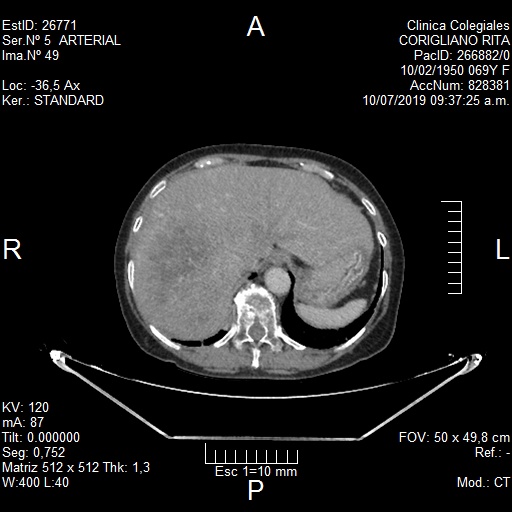 EstID: 26771
Ser.Nº 5 ARTERIAL
Ima.Nº 49
Loc: -36,5 Ax
Ker.: STANDARD
A
Clinica Colegiales
CORIGLIANO RITA
PacID: 266882/0
10/02/1950 069Y F
AccNum: 828381
10/07/2019 09:37:25 a.m.
R
L
KV: 120
mA: 87
Tilt: 0.000000
Seg: 0,752
Matriz 512 x 512 Thk: 1,3
W:400 L:40
Esc 1=10 mm
P
FOV: 50 x 49,8 cm
Ref.: -
Mod.: CT